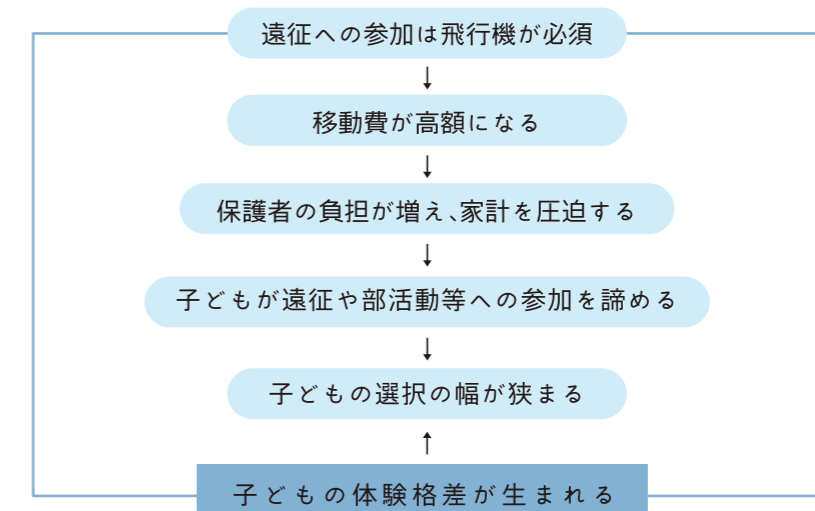 遠征への参加は飛行機が必須
↓
移動費が高額になる
↓
保護者の負担が増え、家計を圧迫する
↓
子どもが遠征や部活動等への参加を諦める
↓
子どもの選択の幅が狭まる
↑
子どもの体験格差が生まれる